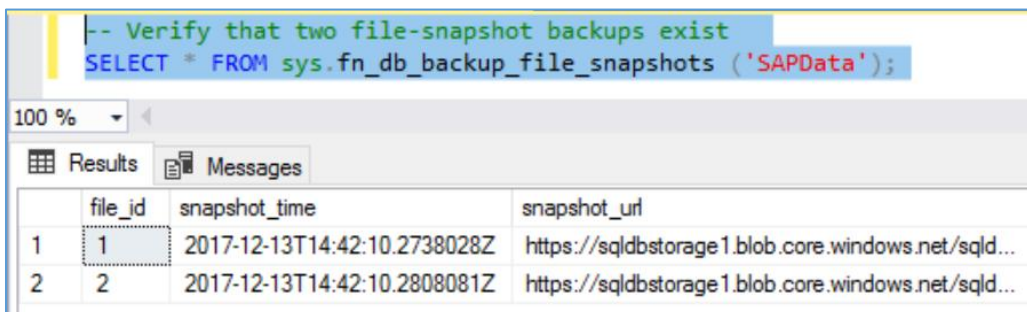 -- Verify that two file-snapshot backups exist
SELECT * FROM sys.fn_db_backup_file_snapshots ('SAPData');
100 %
Results Messages
file_id snapshot_time snapshot_url
1 1 2017-12-13T14:42:10.2738028Z https://sqldbstorage1.blob.core.windows.net/sqld...
2 2 2017-12-13T14:42:10.2808081Z https://sqldbstorage1.blob.core.windows.net/sqld...